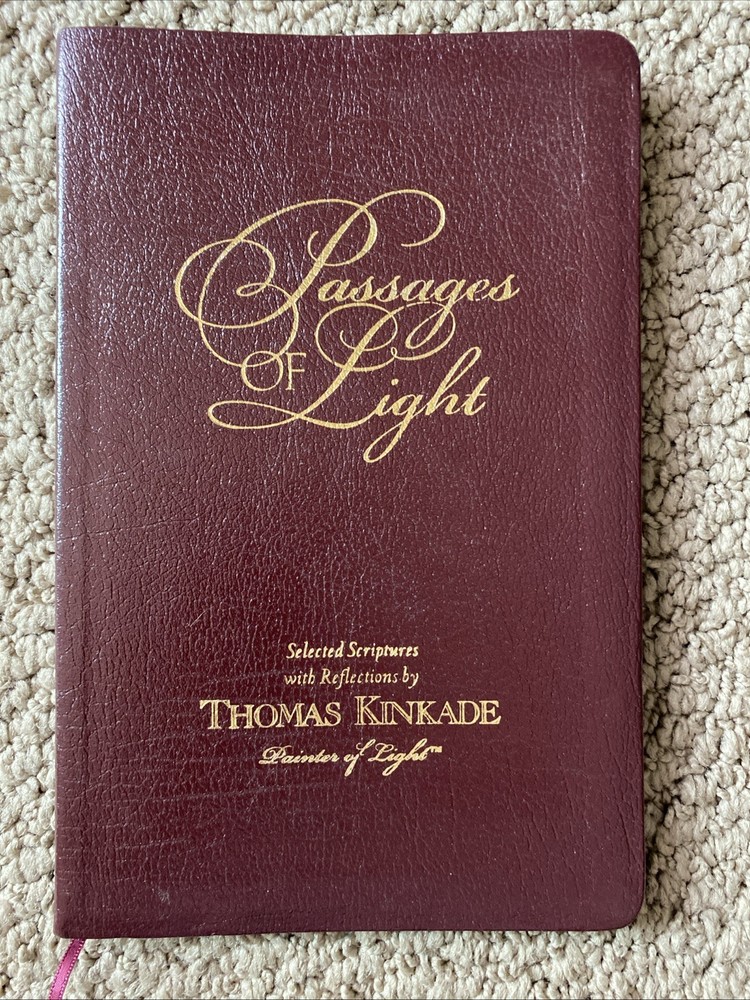 Passages
OF Light
Selected Scriptures
with Reflections by
THOMAS KINKADE
Painter of Light™